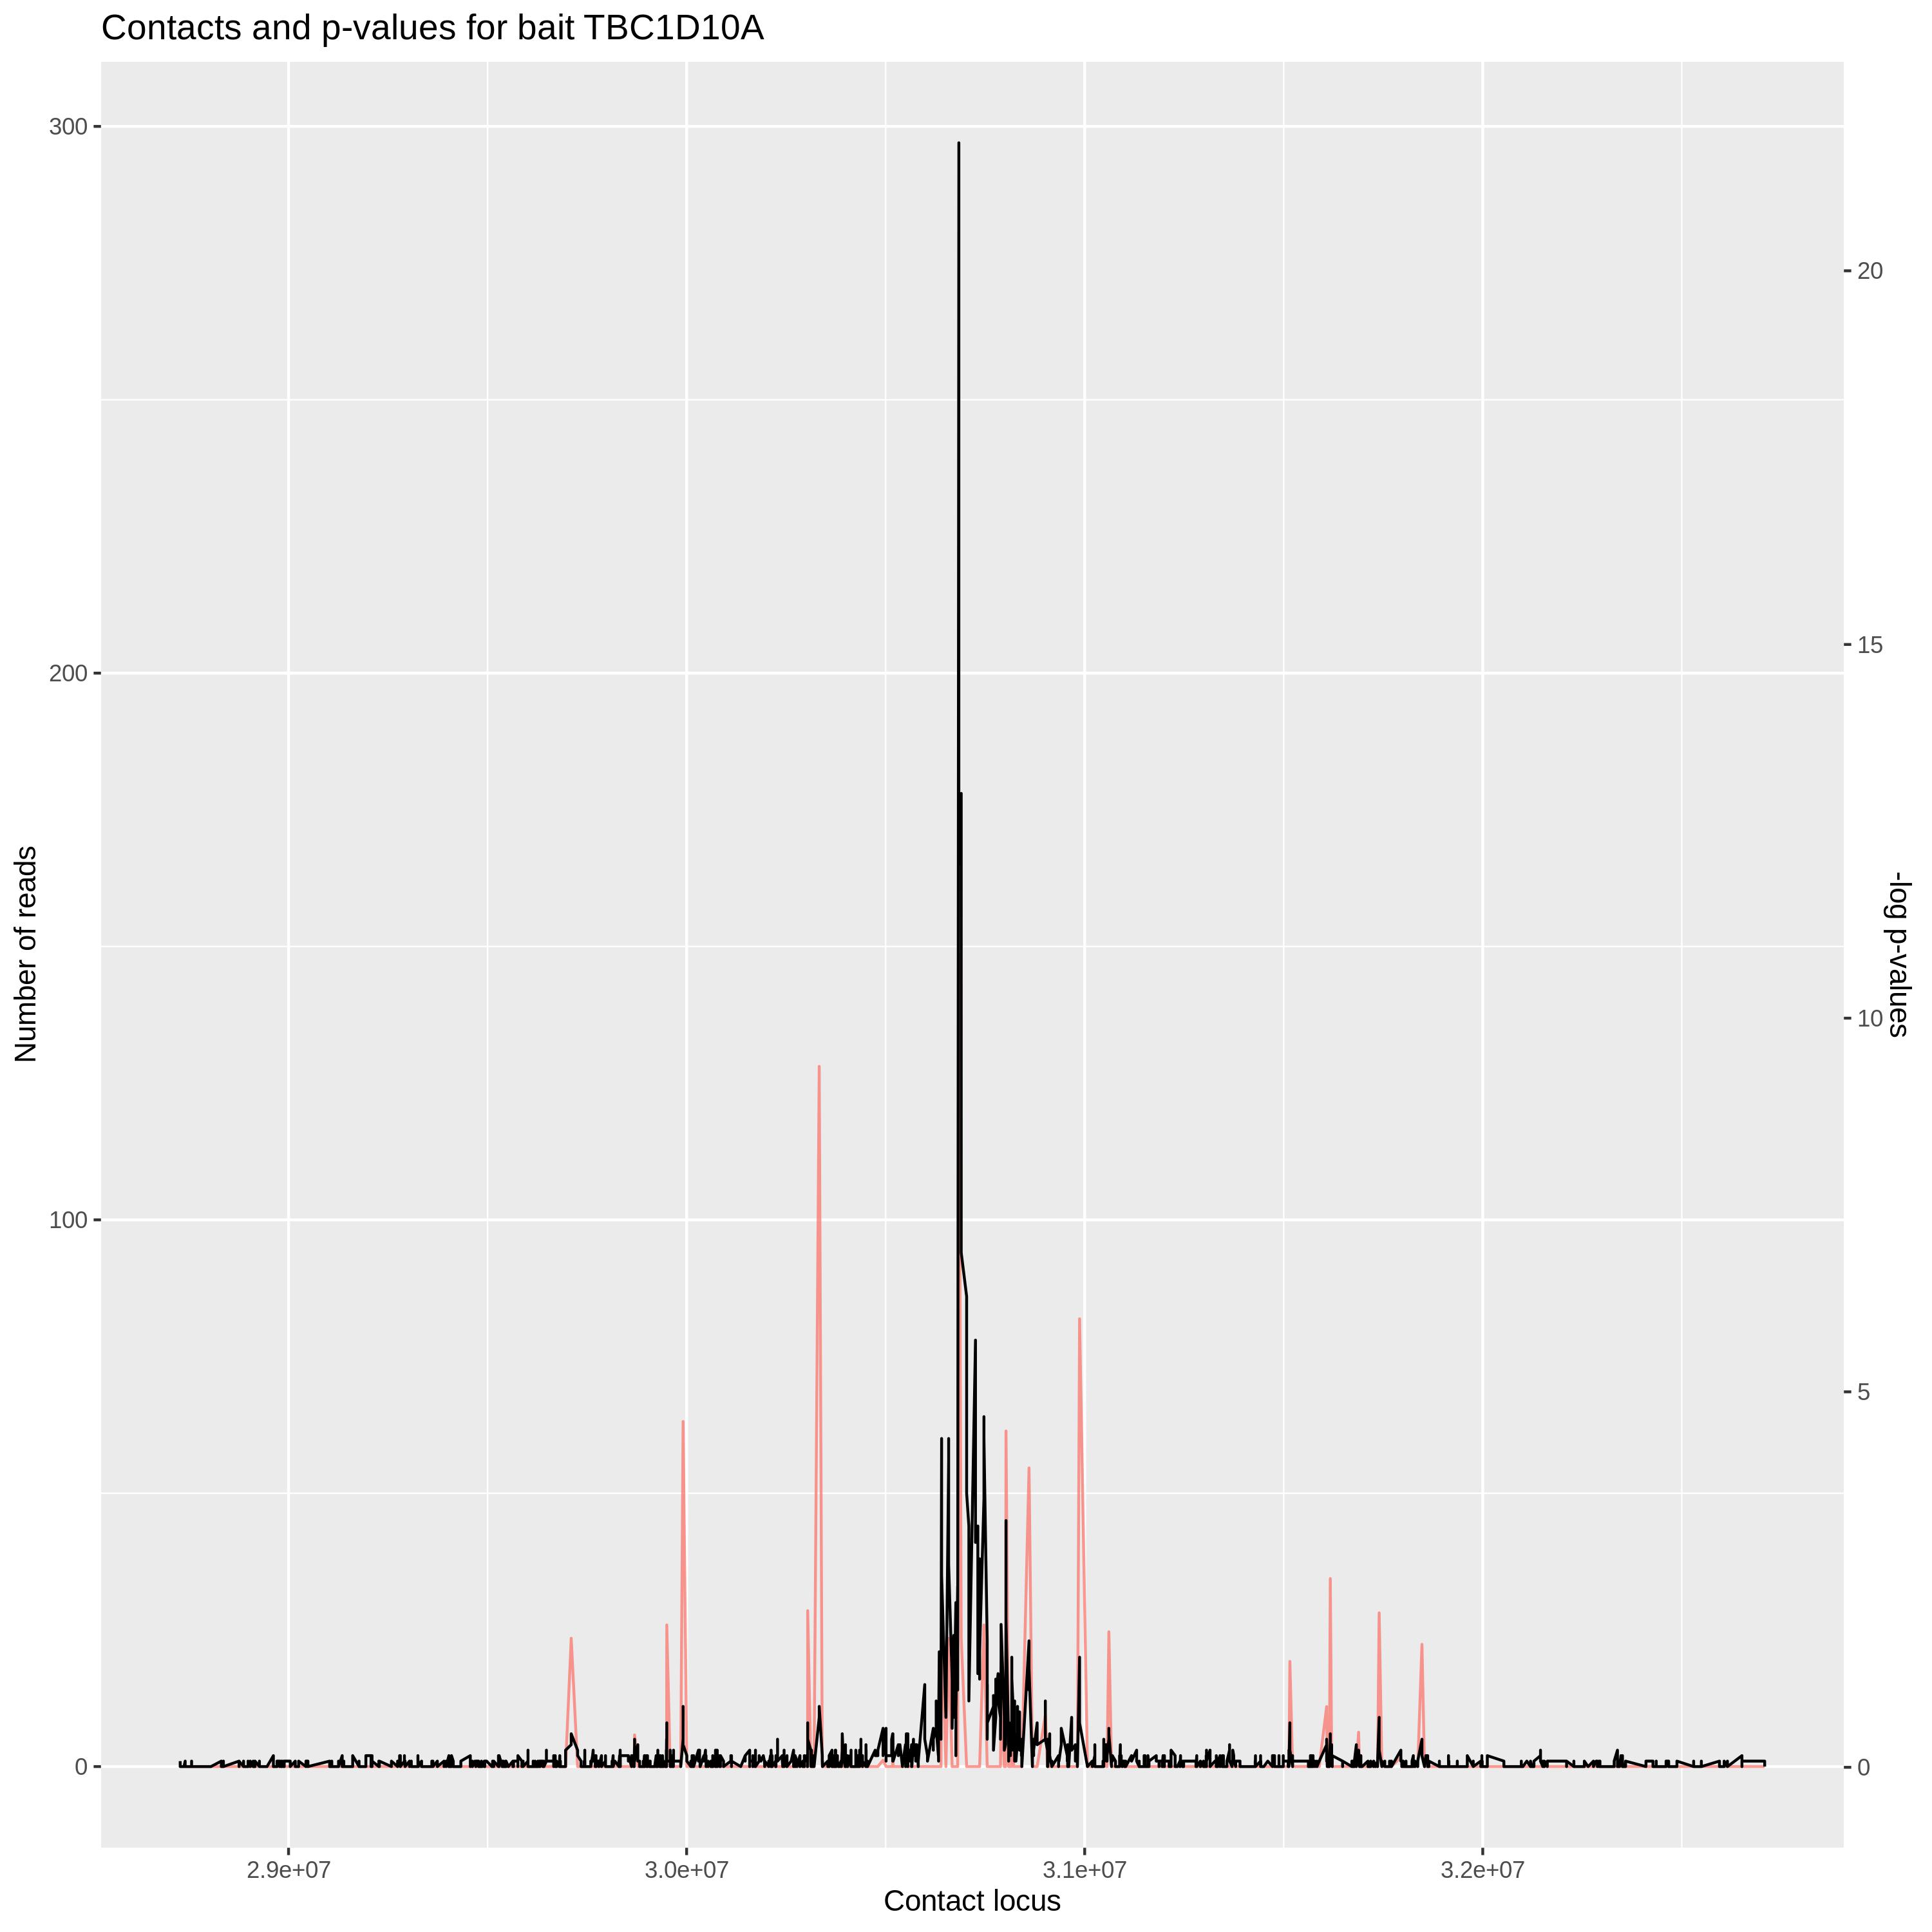 Contacts and p-values for bait TBC1D10A
300
200
100
0
Number of reads
20
15
10
5
0
-log p-values
2.9e+07
3.0e+07
3.1e+07
3.2e+07
Contact locus